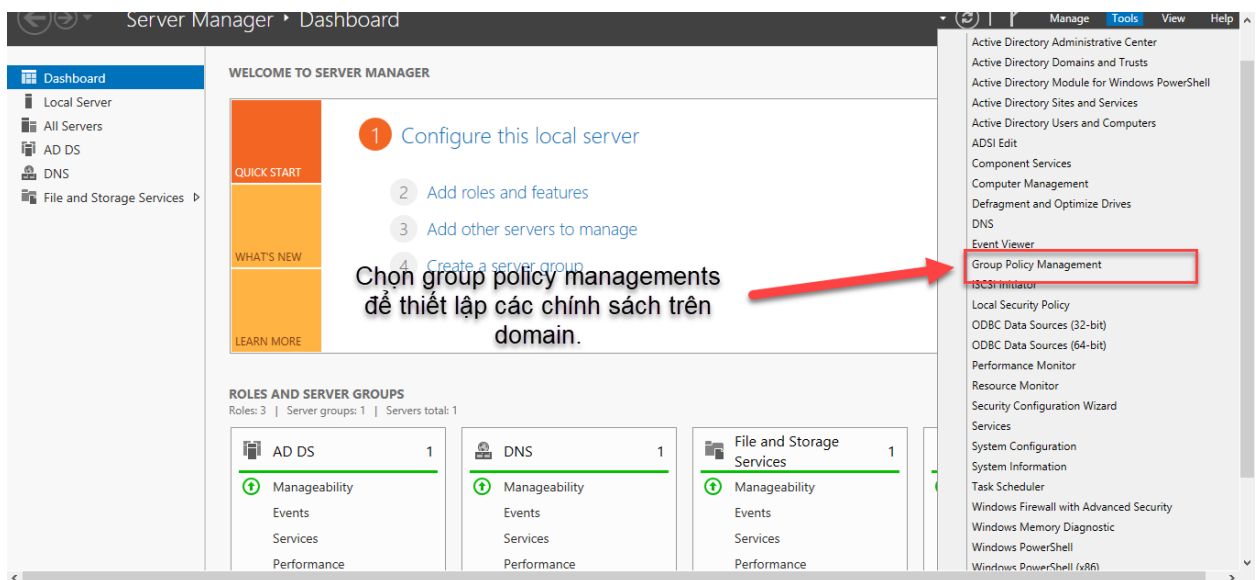 Server Manager ‣ Dashboard
Manage Tools View Help
Dashboard
Local Server
All Servers
AD DS
DNS
File and Storage Services
WELCOME TO SERVER MANAGER
QUICK START
WHAT'S NEW
LEARN MORE
1 Configure this local server
2 Add roles and features
3 Add other servers to manage
4 Create a server group
Chọn group policy managements
để thiết lập các chính sách trên
domain.
ROLES AND SERVER GROUPS
Roles: 3 | Server groups: 1 | Servers total: 1
AD DS 1
Manageability
Events
Services
Performance
DNS 1
Manageability
Events
Services
Performance
File and Storage
Services 1
Manageability
Events
Services
Performance
Active Directory Administrative Center
Active Directory Domains and Trusts
Active Directory Module for Windows PowerShell
Active Directory Sites and Services
Active Directory Users and Computers
ADSI Edit
Component Services
Computer Management
Defragment and Optimize Drives
DNS
Event Viewer
Group Policy Management
iSCSI Initiator
Local Security Policy
ODBC Data Sources (32-bit)
ODBC Data Sources (64-bit)
Performance Monitor
Resource Monitor
Security Configuration Wizard
Services
System Configuration
System Information
Task Scheduler
Windows Firewall with Advanced Security
Windows Memory Diagnostic
Windows PowerShell
Windows PowerShell (x86)